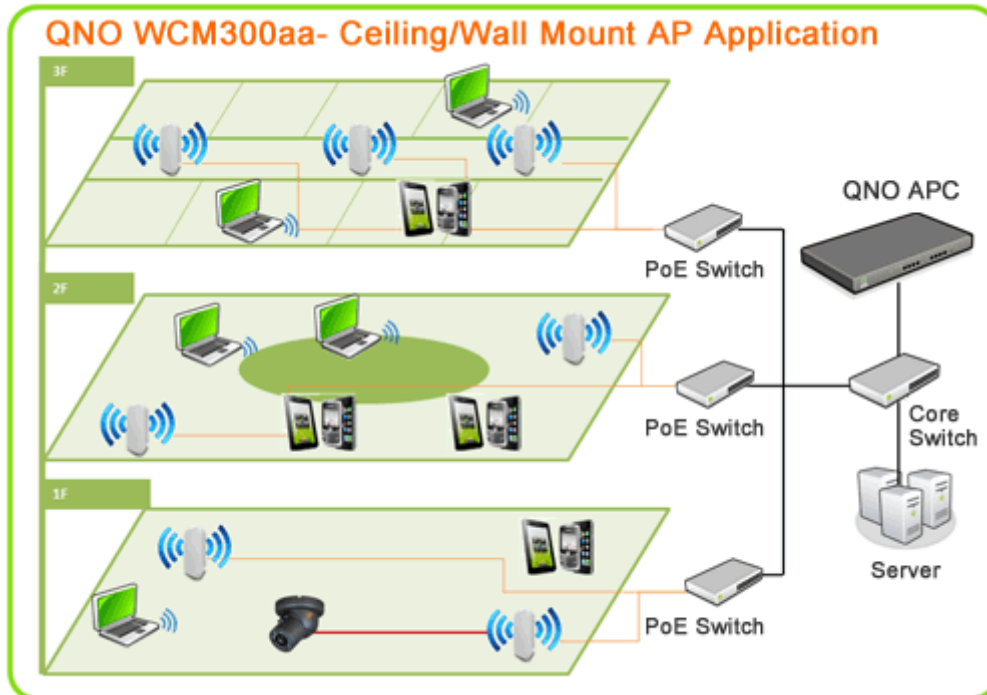 QNO WCM300aa- Ceiling/Wall Mount AP Application
3F
QNO APC
PoE Switch
2F
PoE Switch
Core
Switch
1F
Server
PoE Switch